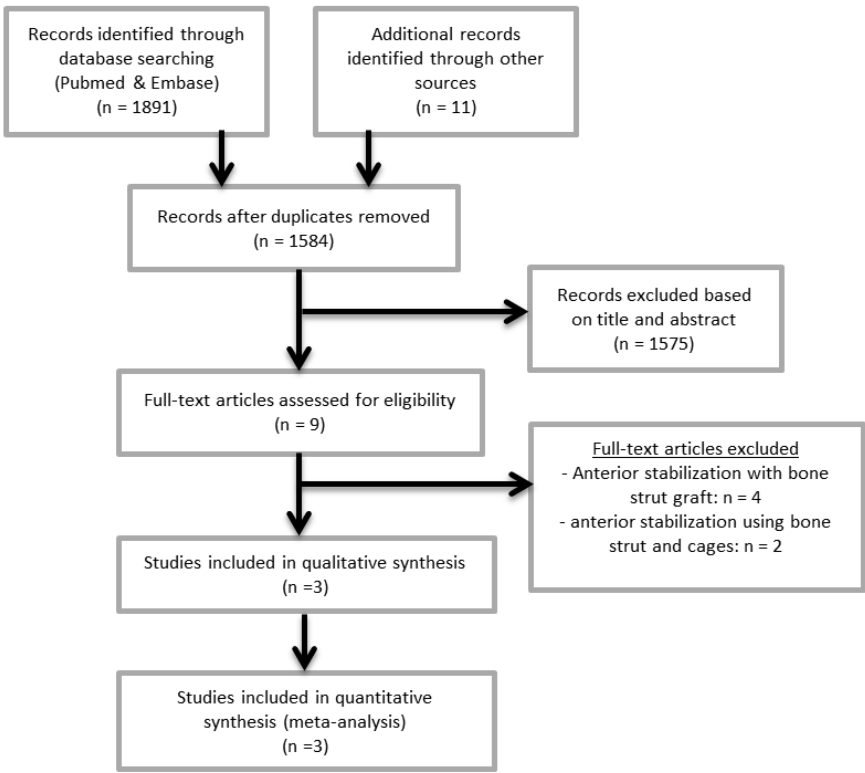 Records identified through
database searching
(Pubmed & Embase)
(n = 1891)
Additional records
identified through other
sources
(n = 11)
Records after duplicates removed
(n = 1584)
Records excluded based
on title and abstract
(n = 1575)
Full-text articles assessed for eligibility
(n = 9)
Full-text articles excluded
- Anterior stabilization with bone
strut graft: n = 4
- anterior stabilization using bone
strut and cages: n = 2
Studies included in qualitative synthesis
(n =3)
Studies included in quantitative
synthesis (meta-analysis)
(n =3)